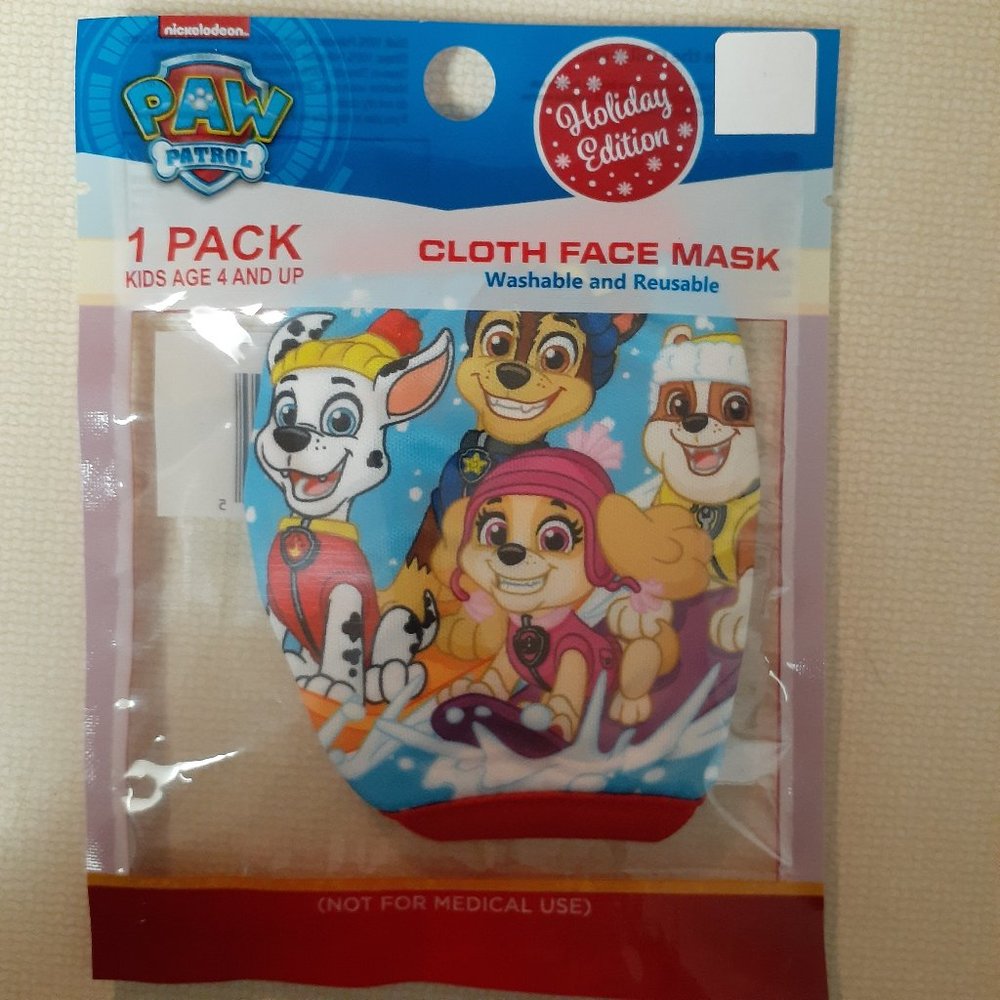 nickelodeon
PAW
PATROL
Holiday
Edition
1 PACK
KIDS AGE 4 AND UP
CLOTH FACE MASK
Washable and Reusable
5
(NOT FOR MEDICAL USE)